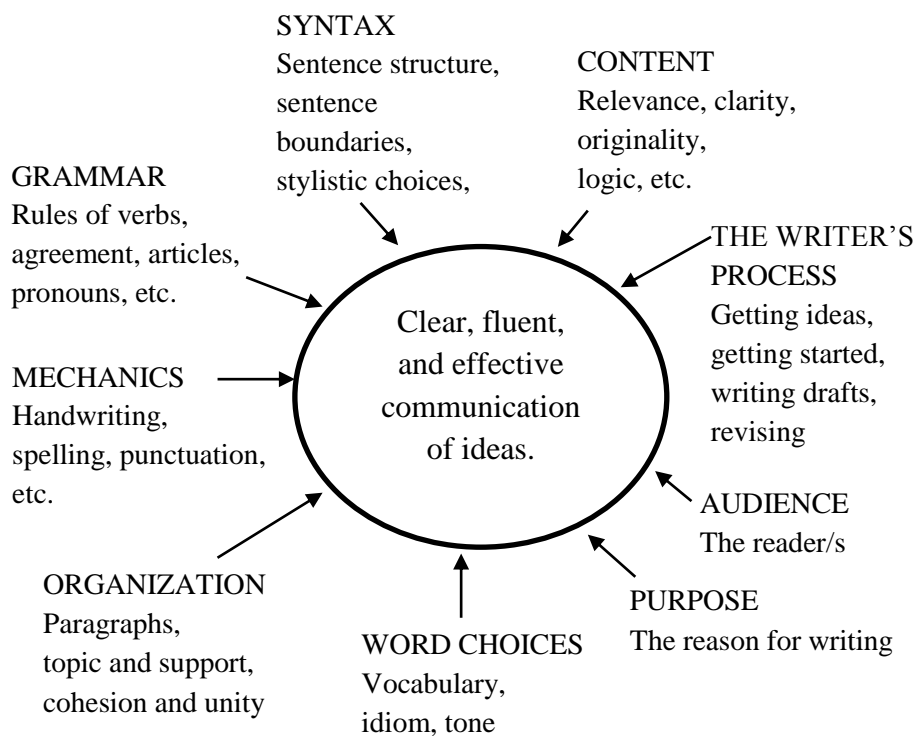 SYNTAX
Sentence structure,
sentence
boundaries,
stylistic choices,
CONTENT
Relevance, clarity,
originality,
logic, etc.
GRAMMAR
Rules of verbs,
agreement, articles,
pronouns, etc.
THE WRITER’S
PROCESS
Getting ideas,
getting started,
writing drafts,
revising
Clear, fluent,
and effective
communication
of ideas.
MECHANICS
Handwriting,
spelling, punctuation,
etc.
AUDIENCE
The reader/s
ORGANIZATION
Paragraphs,
topic and support,
cohesion and unity
WORD CHOICES
Vocabulary,
idiom, tone
PURPOSE
The reason for writing